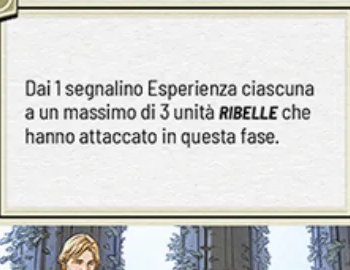 Dai 1 segnalino Esperienza ciascuna
a un massimo di 3 unità RIBELLE che
hanno attaccato in questa fase.